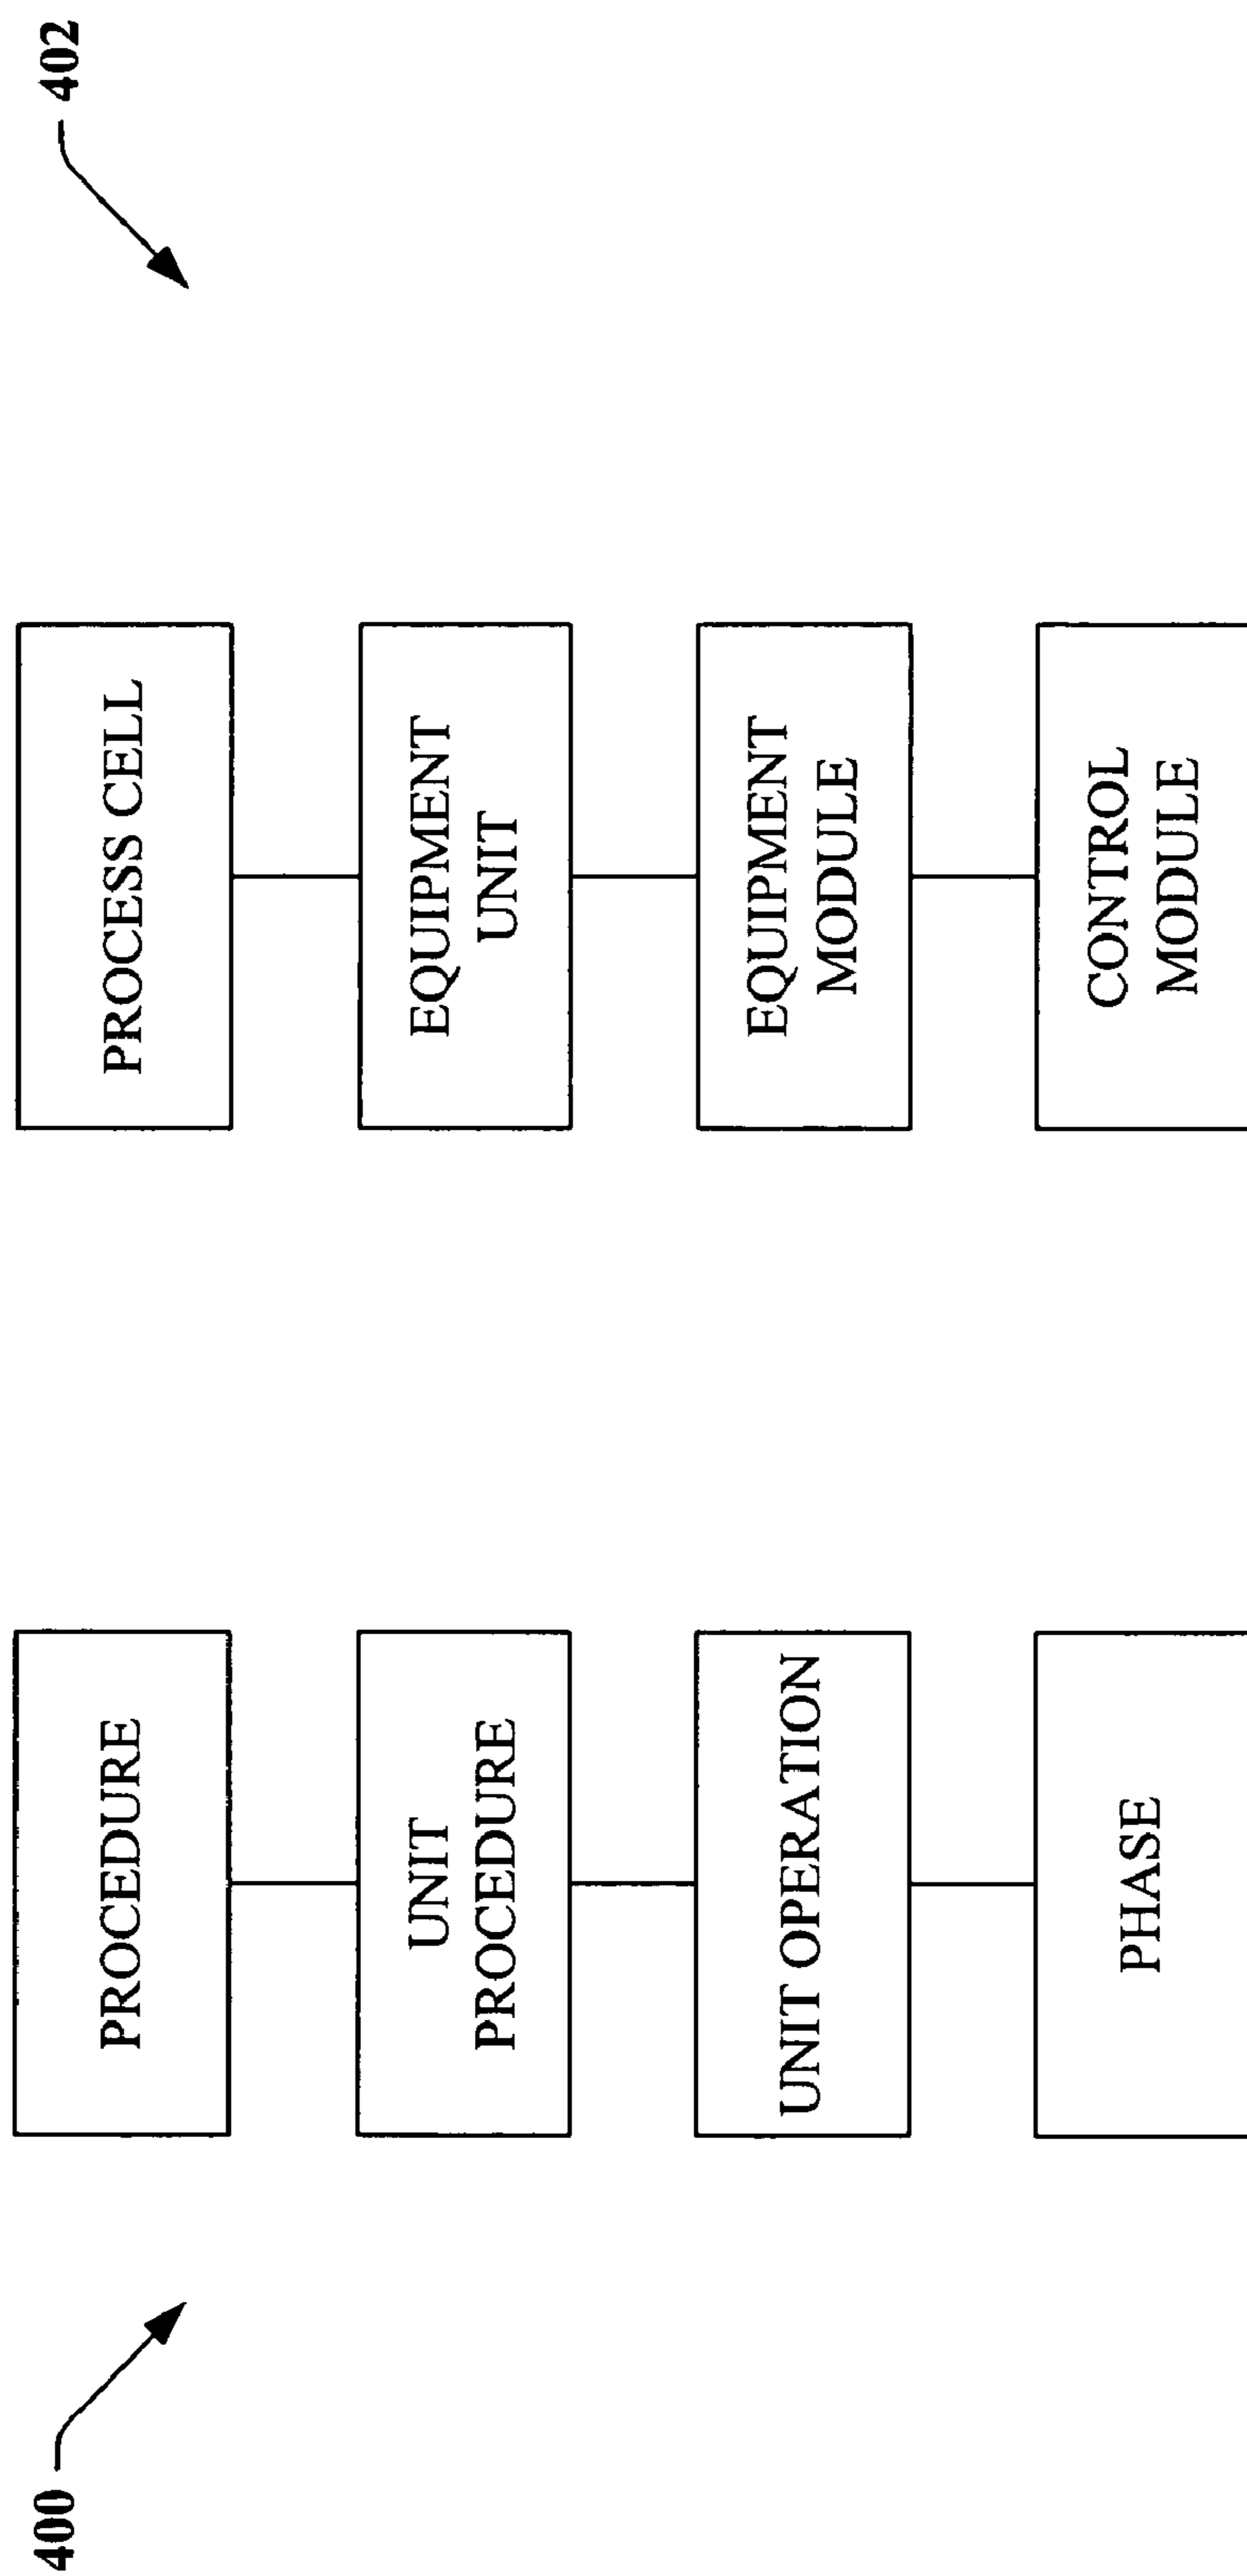 400
PROCEDURE
UNIT
PROCEDURE
UNIT OPERATION
PHASE
402
PROCESS CELL
EQUIPMENT
UNIT
EQUIPMENT
MODULE
CONTROL
MODULE